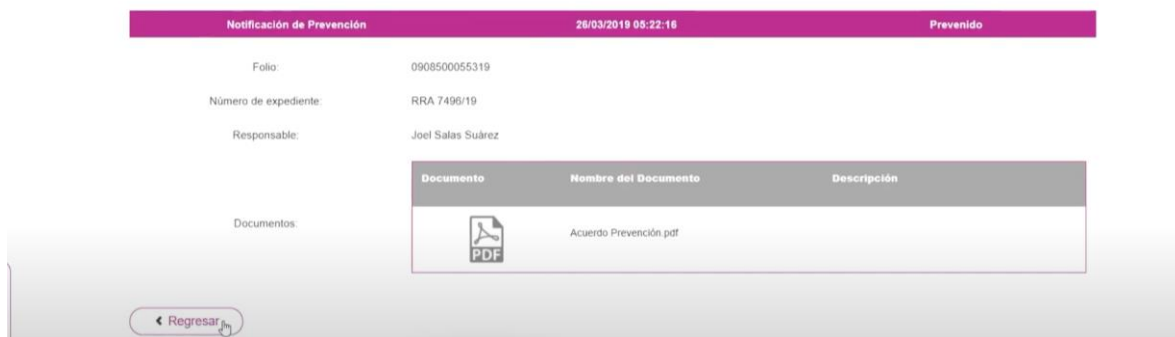 Notificación de Prevención 26/03/2019 05:22:16 Prevenido
Folio: 0908500055319
Número de expediente: RRA 7496/19
Responsable: Joel Salas Suárez
Documento Nombre del Documento Descripción
Documentos: PDF Acuerdo Prevención.pdf
Regresar